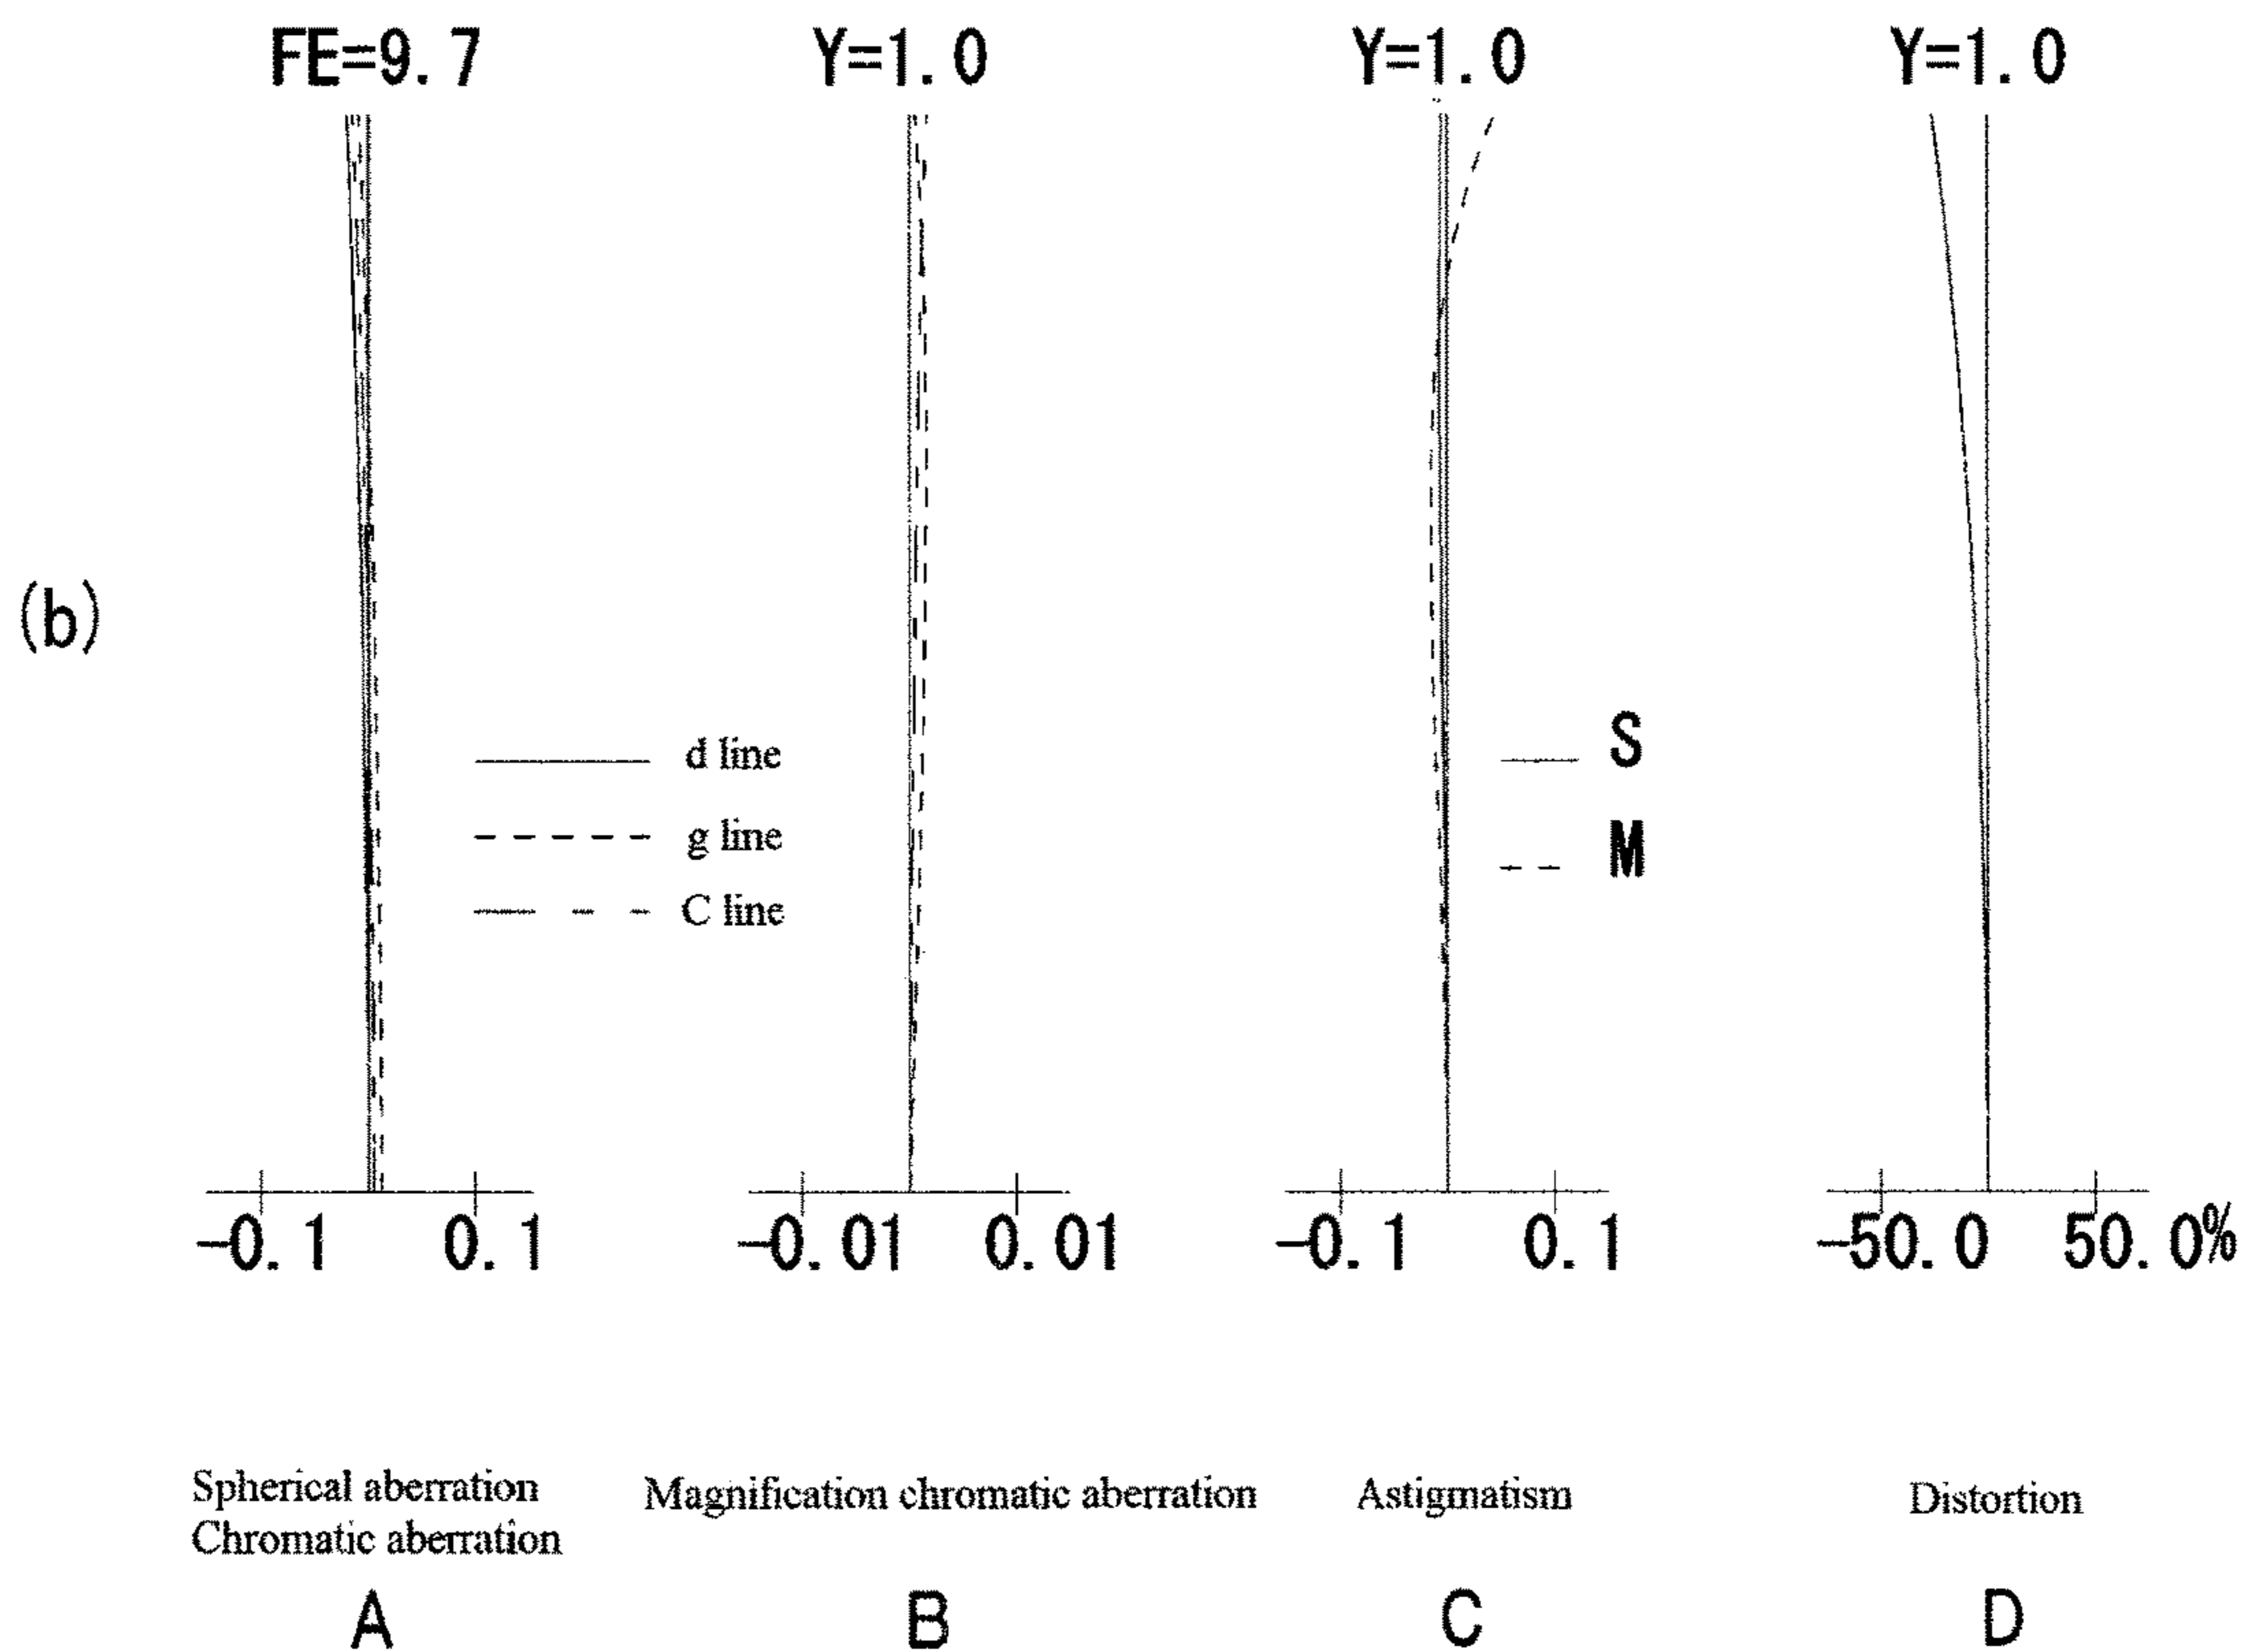 FE=9.7
Y=1.0
Y=1.0
Y=1.0
(b)
d line
g line
C line
S
M
-0.1
0.1
-0.01
0.01
-0.1
0.1
-50.0
50.0%
Spherical aberration
Chromatic aberration
Magnification chromatic aberration
Astigmatism
Distortion
A
B
C
D